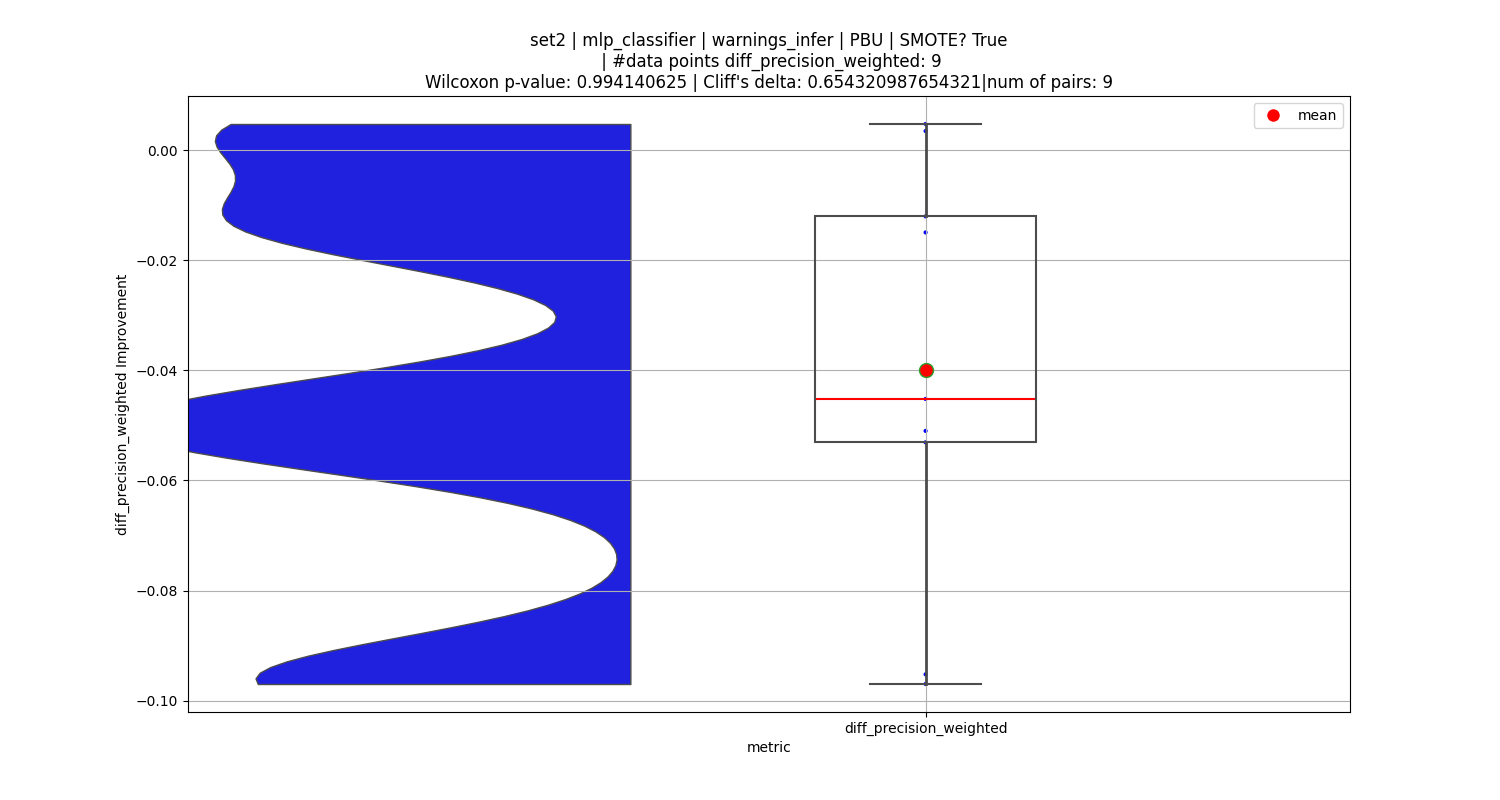 set2 | mlp_classifier | warnings_infer | PBU | SMOTE? True
| #data points diff_precision_weighted: 9
Wilcoxon p-value: 0.994140625 | Cliff's delta: 0.654320987654321|num of pairs: 9
mean
0.00
−0.02
−0.04
−0.06
−0.08
−0.10
diff_precision_weighted Improvement
diff_precision_weighted
metric